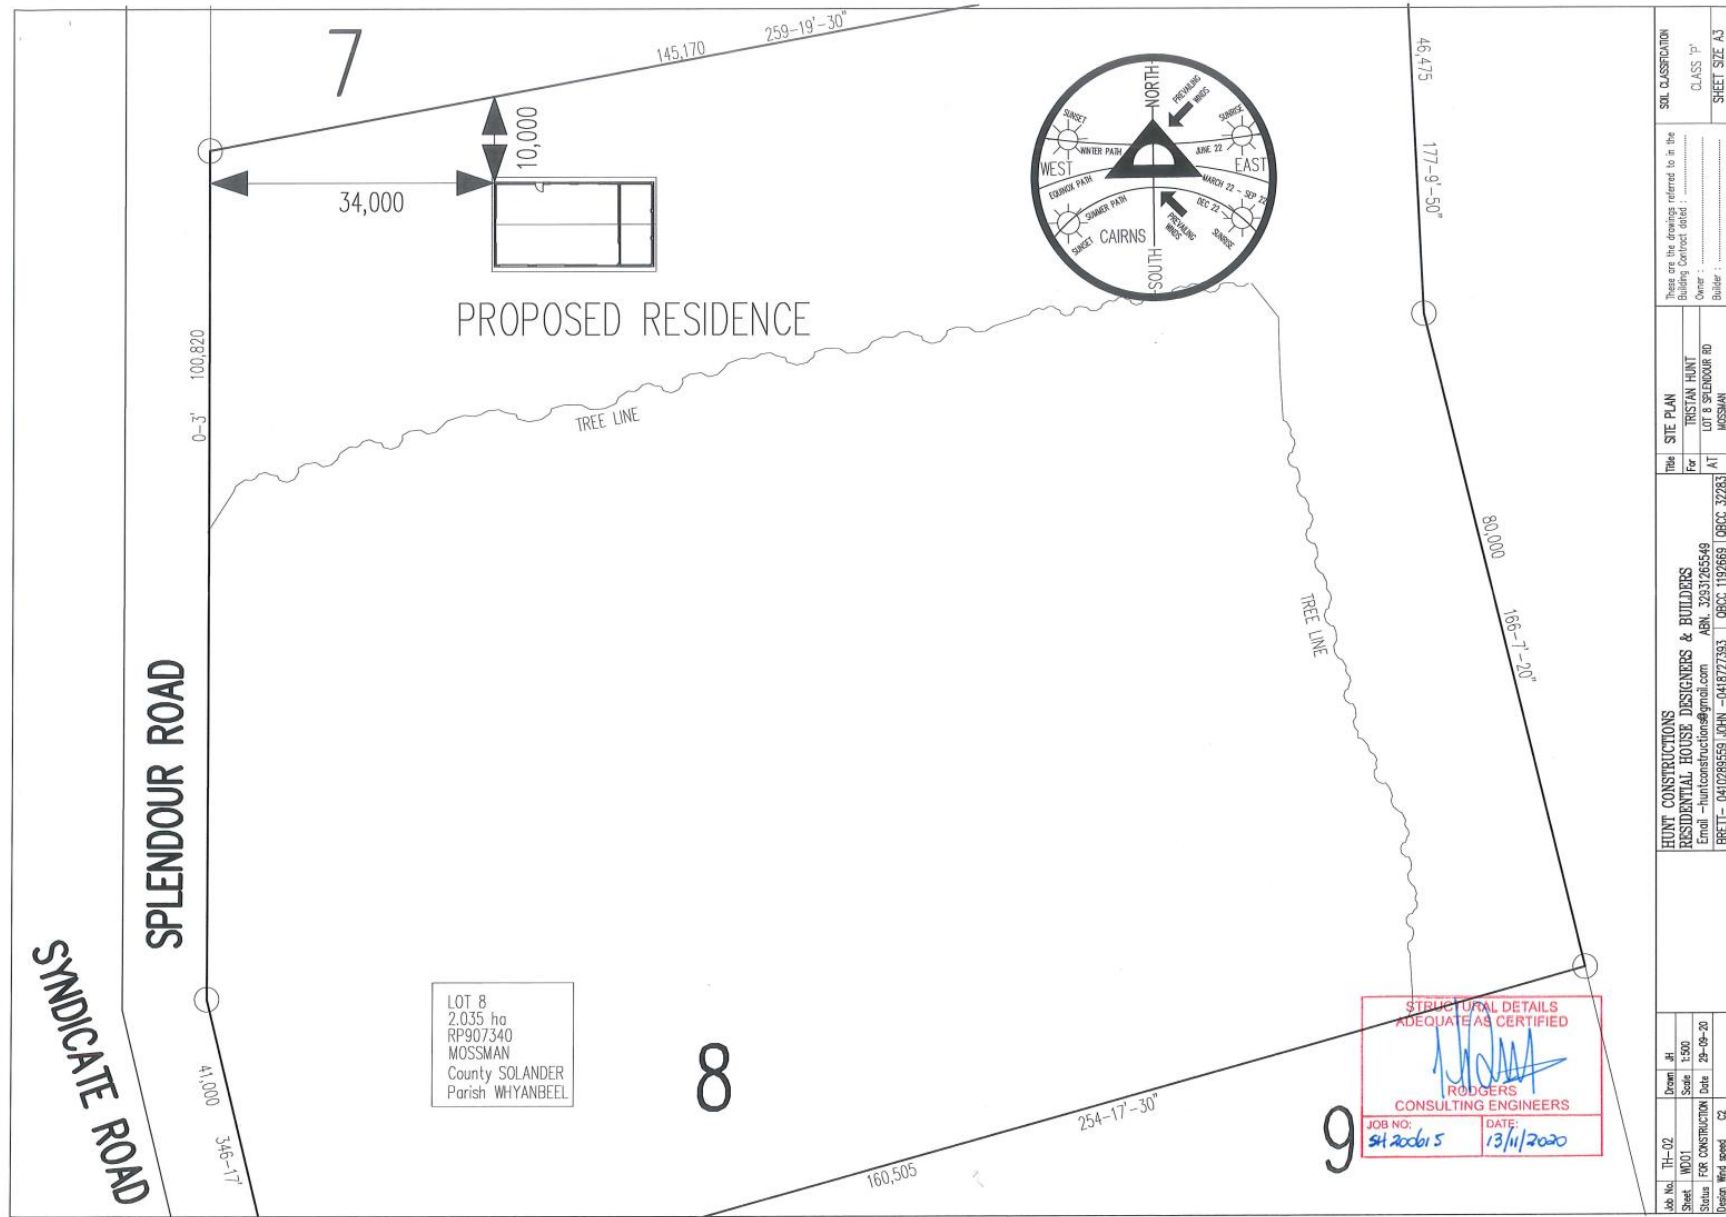 7
145,170
259-19'-30"
10,000
34,000
PROPOSED RESIDENCE
NORTH
SOUTH
EAST
WEST
CAIRNS
PREVAILING
WINDS
PREVAILING
WINDS
SUNSET
SUNRISE
SUNSET
SUNRISE
WINTER PATH
JUNE 22
EQUINOX PATH
MARCH 22 - SEP 22
SUMMER PATH
DEC 22
46,475
177-9'-50"
0-3'
100,820
TREE LINE
TREE LINE
80,000
166-7'-20"
SPLENDOUR ROAD
SYNDICATE ROAD
41,000
346-17'
LOT 8
2.035 ha
RP907340
MOSSMAN
County SOLANDER
Parish WHYANBEEL
8
160,505
254-17'-30"
9
STRUCTURAL DETAILS
ADEQUATE AS CERTIFIED
RODGERS
CONSULTING ENGINEERS
JOB NO:
SH 200615
DATE:
13/11/2020
SOIL CLASSIFICATION
CLASS 'P'
SHEET SIZE A3
These are the drawings referred to in the
Building Contract dated :
Owner :
Builder :
Title SITE PLAN
For TRISTAN HUNT
AT LOT 8 SPLENDOUR RD
MOSSMAN
HUNT CONSTRUCTIONS
RESIDENTIAL HOUSE DESIGNERS & BUILDERS
Email -huntconstructions@gmail.com ABN. 32931265549
BRETT- 0410289559 JOHN -0418727393 QBCC 1192669 QBCC 32283
Job No. TH-02 Drawn JH
Sheet WD01 Scale 1:500
Status FOR CONSTRUCTION Date 29-09-20
Design Wind speed C2